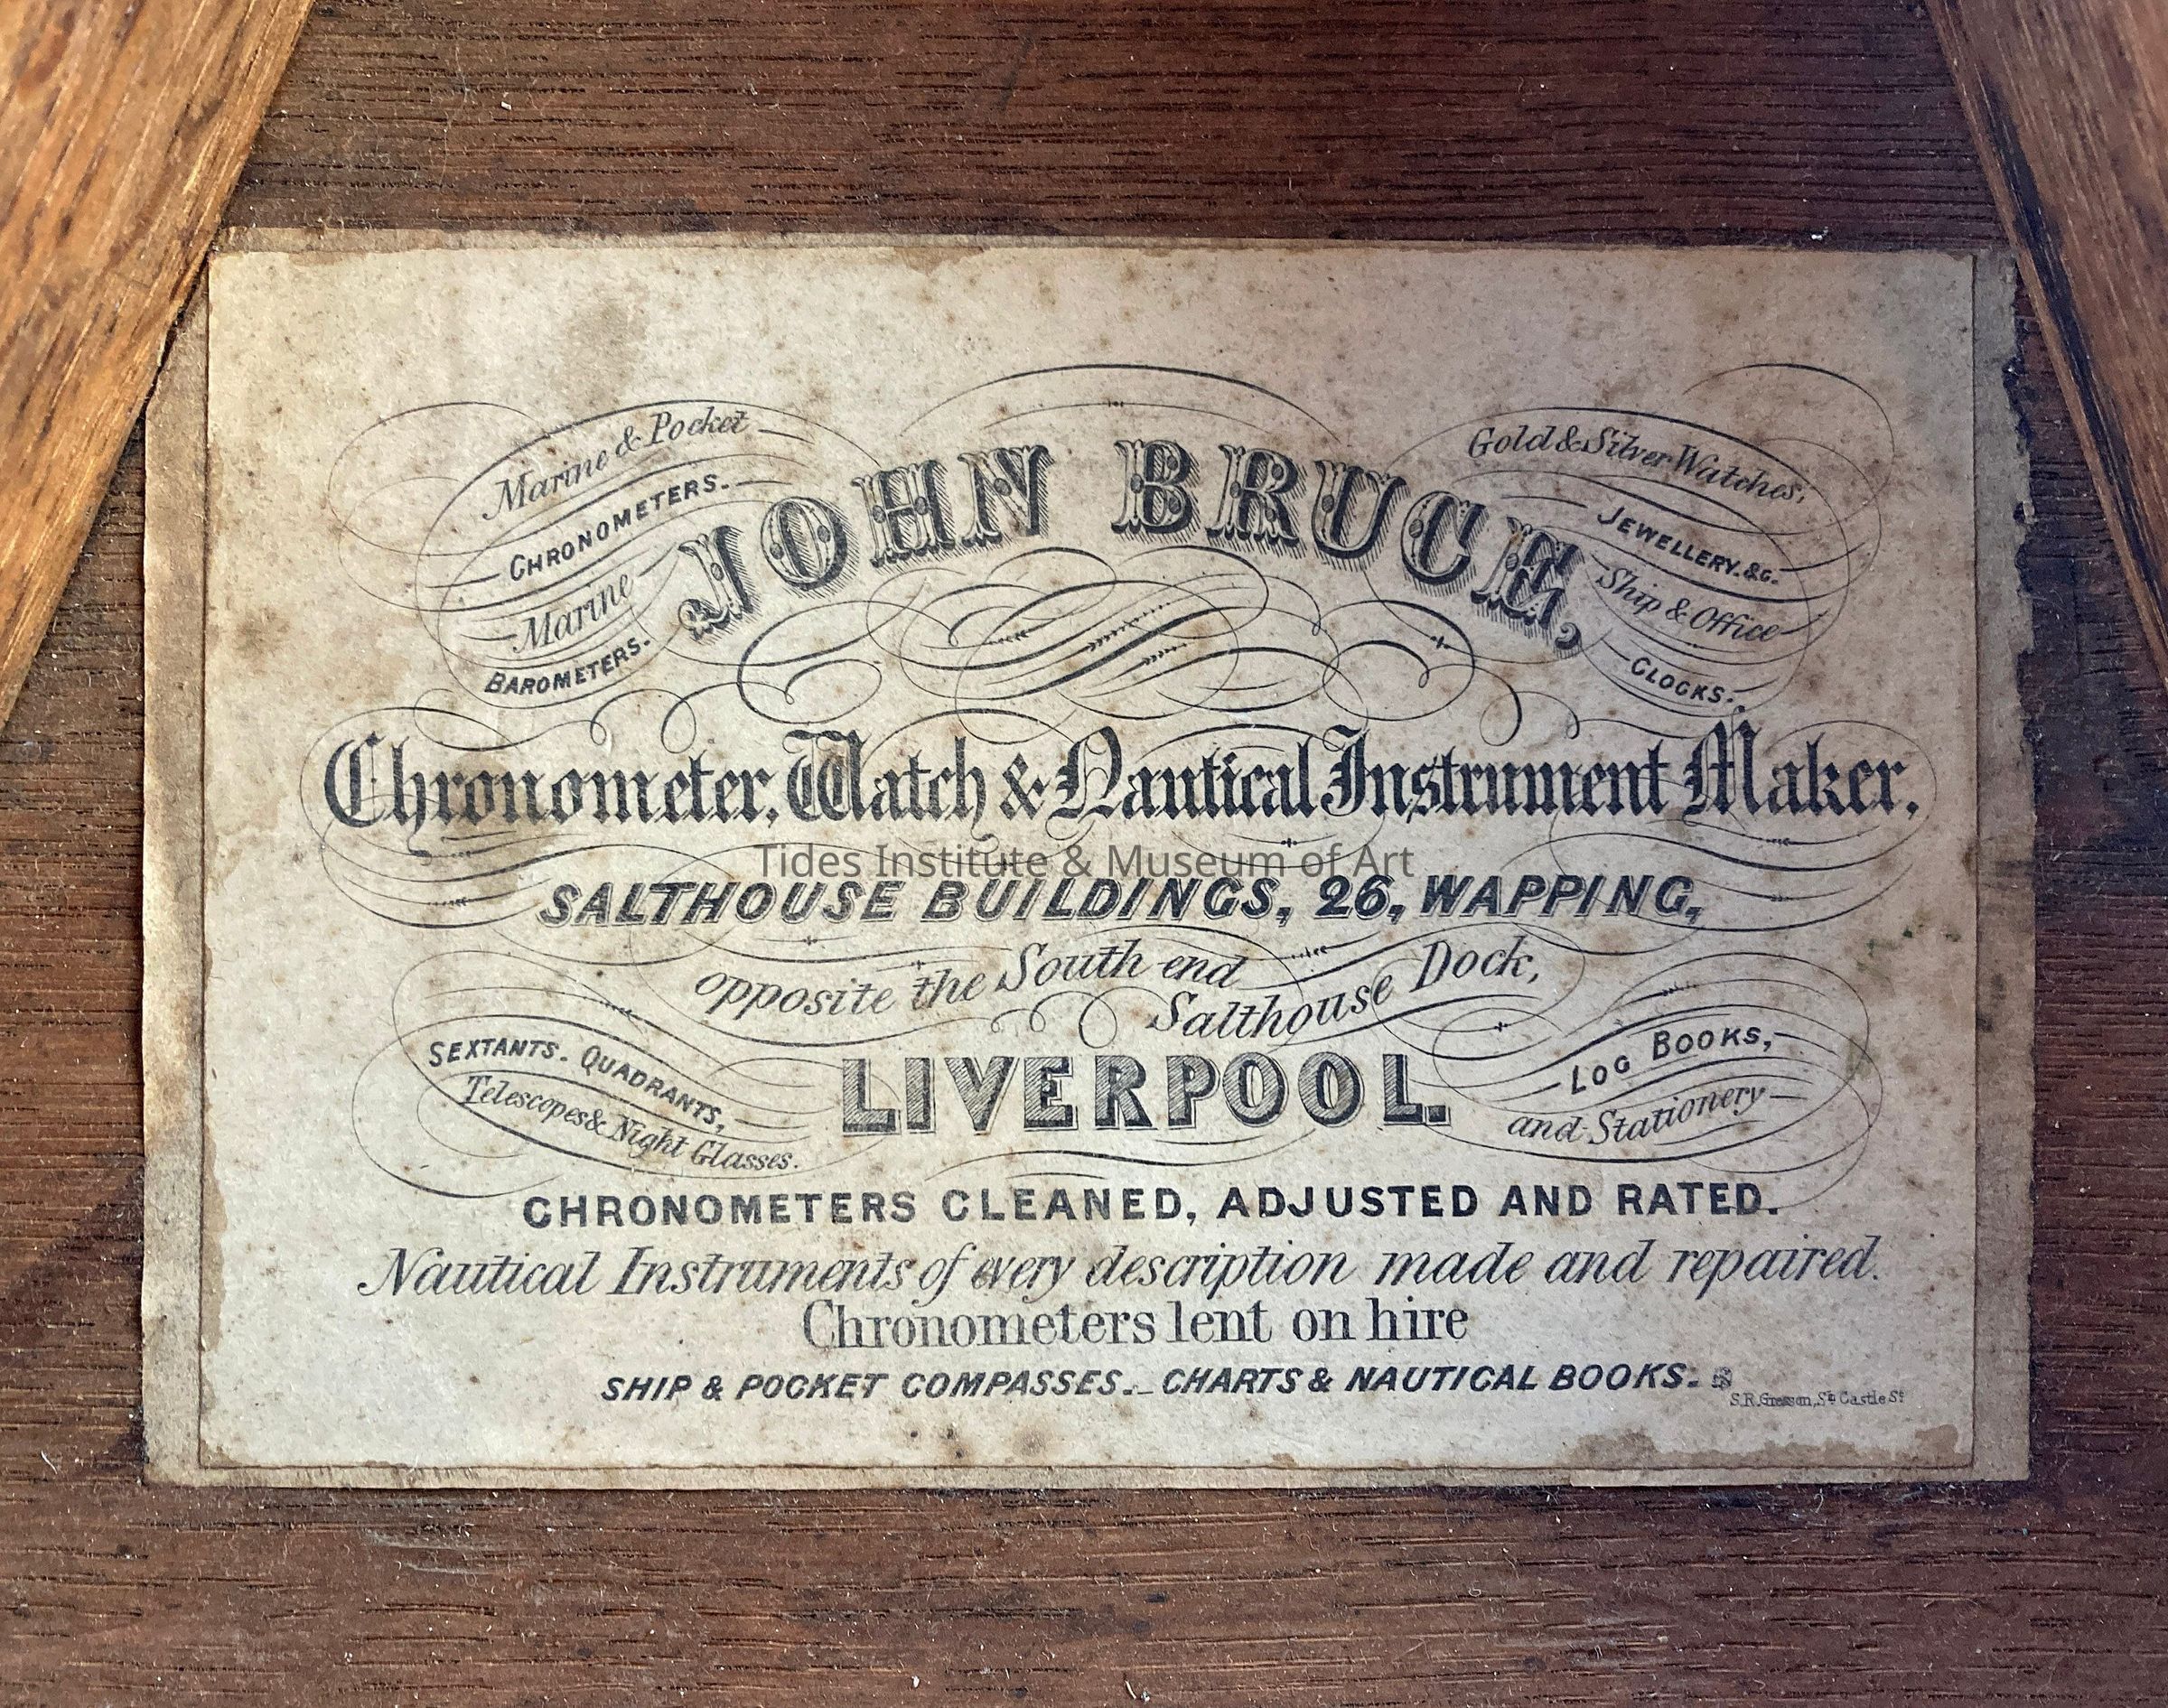 Marine & Pocket
CHRONOMETERS.
Marine
BAROMETERS.
JOHN BRUCE,
Gold & Silver Watches,
JEWELLERY. &c.
Ship & Office
CLOCKS.
Chronometer, Watch & Nautical Instrument Maker,
Tides Institute & Museum of Art
SALTHOUSE BUILDINGS, 26, WAPPING,
opposite the South end
Salthouse Dock,
SEXTANTS. QUADRANTS,
Telescopes & Night Glasses.
LIVERPOOL.
LOG BOOKS,
and Stationery
CHRONOMETERS CLEANED, ADJUSTED AND RATED.
Nautical Instruments of every description made and repaired.
Chronometers lent on hire
SHIP & POCKET COMPASSES._CHARTS & NAUTICAL BOOKS.
S.R. Castle St